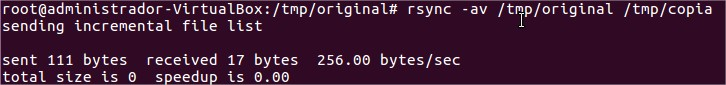 root@administrador-VirtualBox:/tmp/original# rsync -av /tmp/original /tmp/copia
sending incremental file list
sent 111 bytes  received 17 bytes  256.00 bytes/sec
total size is 0  speedup is 0.00